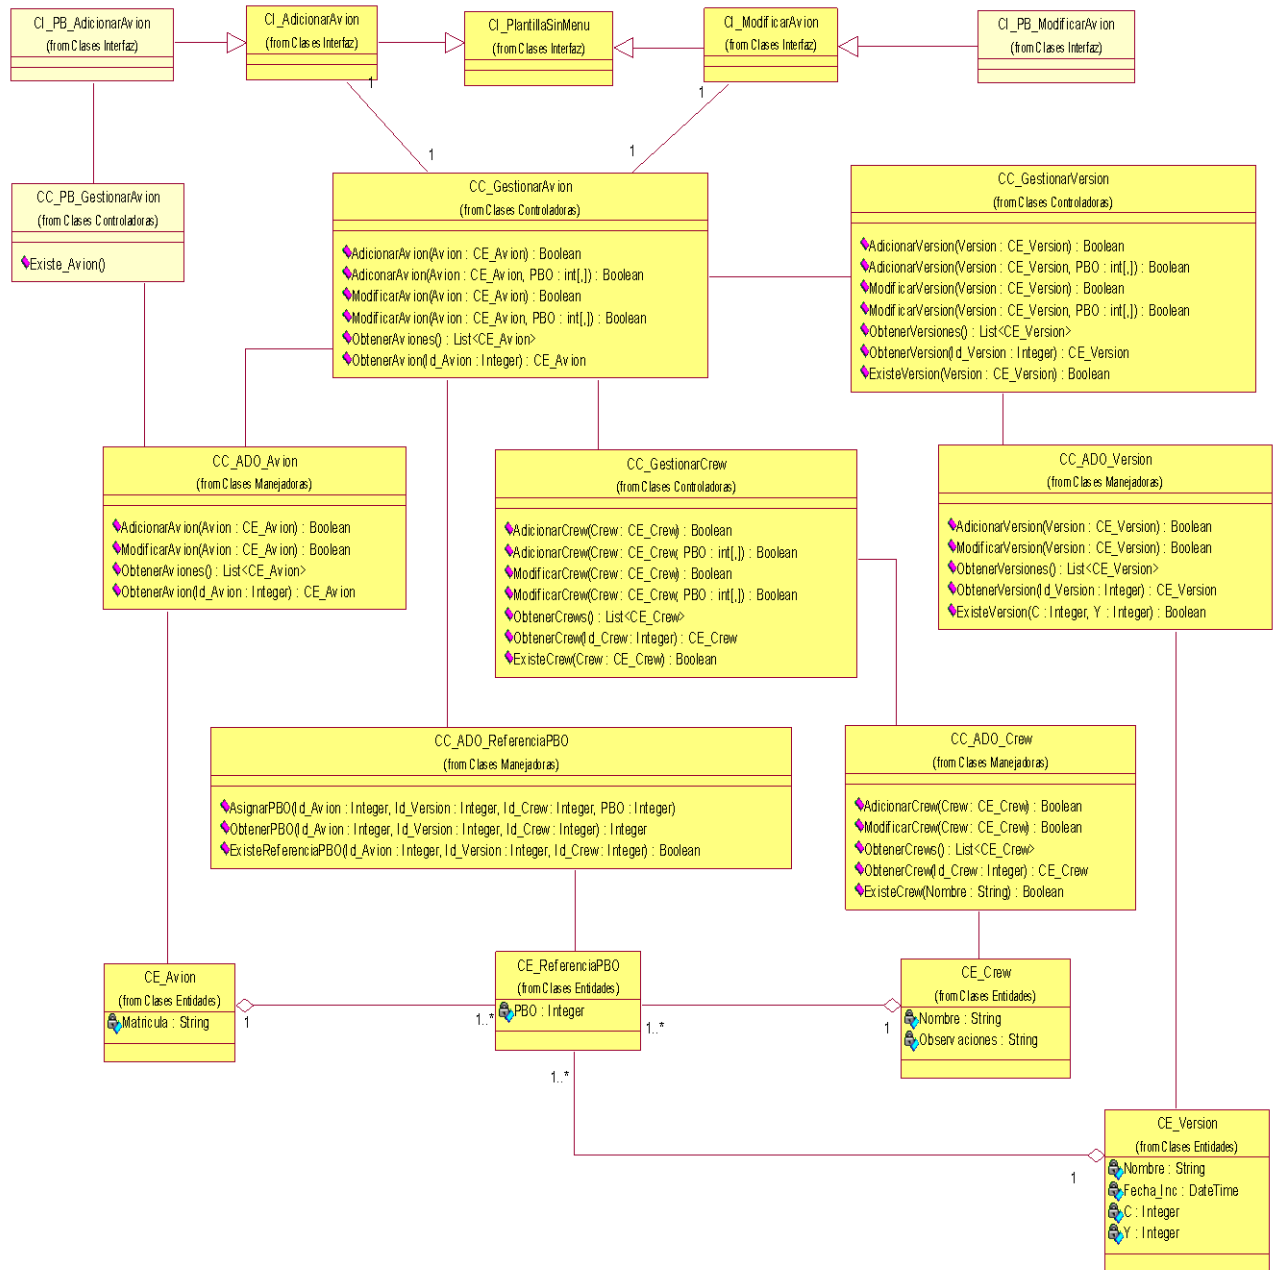 CI_PB_AdicionarAvion
(from Clases Interfaz)
CI_AdicionarAvion
(from Clases Interfaz)
CI_PlantillaSinMenu
(from Clases Interfaz)
CI_ModificarAvion
(from Clases Interfaz)
CI_PB_ModificarAvion
(from Clases Interfaz)
1
1
1
1
CC_PB_GestionarAvion
(from Clases Controladoras)
Existe_Avion()
CC_GestionarAvion
(from Clases Controladoras)
AdicionarAvion(Avion : CE_Avion) : Boolean
AdiconarAvion(Avion : CE_Avion, PBO : int[,]) : Boolean
ModificarAvion(Avion : CE_Avion) : Boolean
ModificarAvion(Avion : CE_Avion, PBO : int[,]) : Boolean
ObtenerAviones() : List<CE_Avion>
ObtenerAvion(Id_Avion : Integer) : CE_Avion
CC_GestionarVersion
(from Clases Controladoras)
AdicionarVersion(Version : CE_Version) : Boolean
AdicionarVersion(Version : CE_Version, PBO : int[,]) : Boolean
ModificarVersion(Version : CE_Version) : Boolean
ModificarVersion(Version : CE_Version, PBO : int[,]) : Boolean
ObtenerVersiones() : List<CE_Version>
ObtenerVersion(Id_Version : Integer) : CE_Version
ExisteVersion(Version : CE_Version) : Boolean
CC_ADO_Avion
(from Clases Manejadoras)
AdicionarAvion(Avion : CE_Avion) : Boolean
ModificarAvion(Avion : CE_Avion) : Boolean
ObtenerAviones() : List<CE_Avion>
ObtenerAvion(Id_Avion : Integer) : CE_Avion
CC_GestionarCrew
(from Clases Controladoras)
AdicionarCrew(Crew : CE_Crew) : Boolean
AdicionarCrew(Crew : CE_Crew, PBO : int[,]) : Boolean
ModificarCrew(Crew : CE_Crew) : Boolean
ModificarCrew(Crew : CE_Crew, PBO : int[,]) : Boolean
ObtenerCrews() : List<CE_Crew>
ObtenerCrew(Id_Crew : Integer) : CE_Crew
ExisteCrew(Crew : CE_Crew) : Boolean
CC_ADO_Version
(from Clases Manejadoras)
AdicionarVersion(Version : CE_Version) : Boolean
ModificarVersion(Version : CE_Version) : Boolean
ObtenerVersiones() : List<CE_Version>
ObtenerVersion(Id_Version : Integer) : CE_Version
ExisteVersion(C : Integer, Y : Integer) : Boolean
CC_ADO_ReferenciaPBO
(from Clases Manejadoras)
AsignarPBO(Id_Avion : Integer, Id_Version : Integer, Id_Crew : Integer, PBO : Integer)
ObtenerPBO(Id_Avion : Integer, Id_Version : Integer, Id_Crew : Integer) : Integer
ExisteReferenciaPBO(Id_Avion : Integer, Id_Version : Integer, Id_Crew : Integer) : Boolean
CC_ADO_Crew
(from Clases Manejadoras)
AdicionarCrew(Crew : CE_Crew) : Boolean
ModificarCrew(Crew : CE_Crew) : Boolean
ObtenerCrews() : List<CE_Crew>
ObtenerCrew(Id_Crew : Integer) : CE_Crew
ExisteCrew(Nombre : String) : Boolean
CE_Avion
(from Clases Entidades)
Matricula : String
1
1..*
CE_ReferenciaPBO
(from Clases Entidades)
PBO : Integer
1..*
1
CE_Crew
(from Clases Entidades)
Nombre : String
Observaciones : String
1..*
1
CE_Version
(from Clases Entidades)
Nombre : String
Fecha_Inc : DateTime
C : Integer
Y : Integer